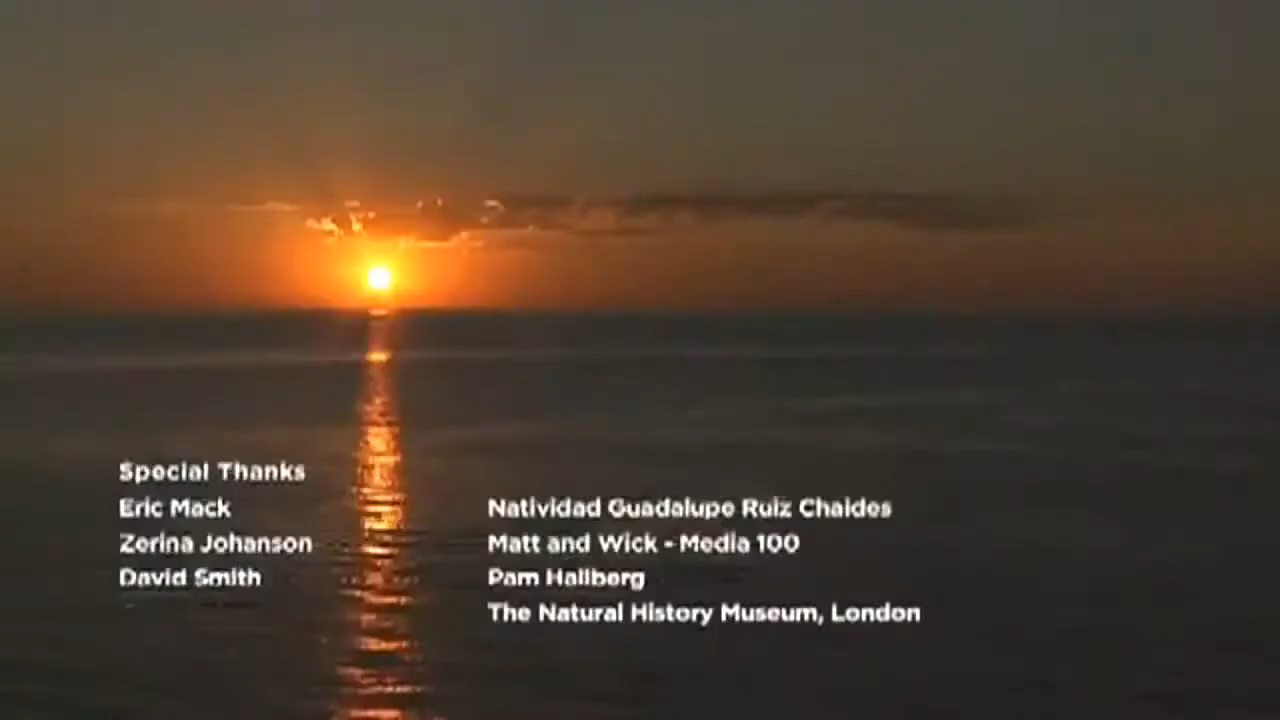 Special Thanks
Eric Mack
Zerina Johanson
David Smith
Natividad Guadalupe Ruiz Chaides
Matt and Wick - Media 100
Pam Hallberg
The Natural History Museum, London